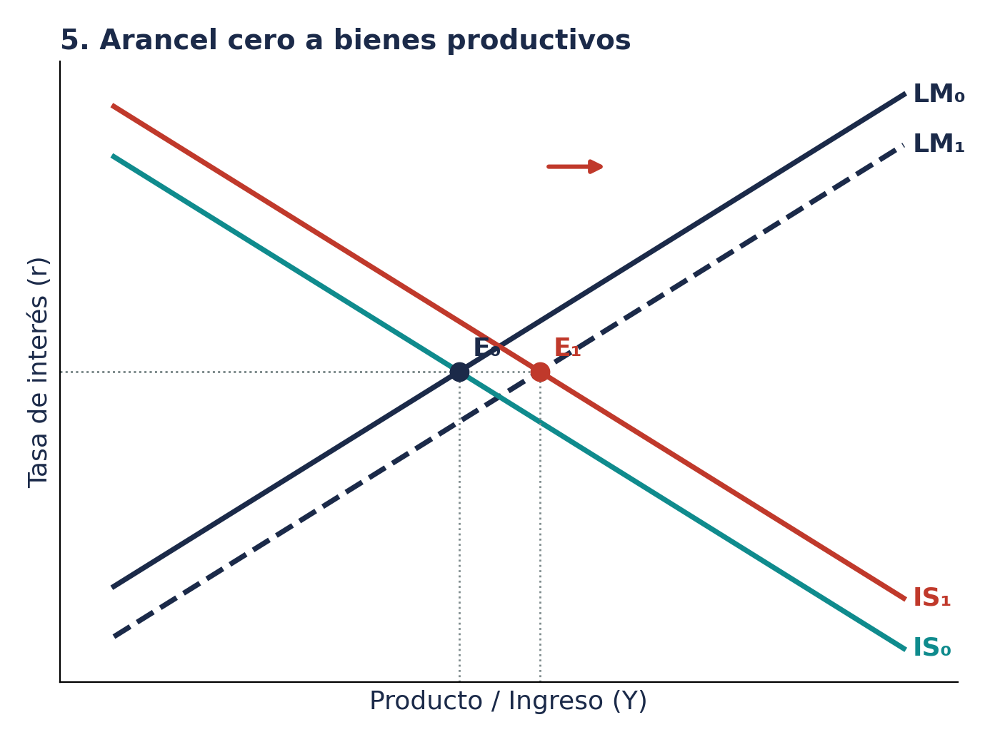 5. Arancel cero a bienes productivos
LM₀
LM₁
Tasa de interés (r)
E₀
E₁
IS₁
IS₀
Producto / Ingreso (Y)